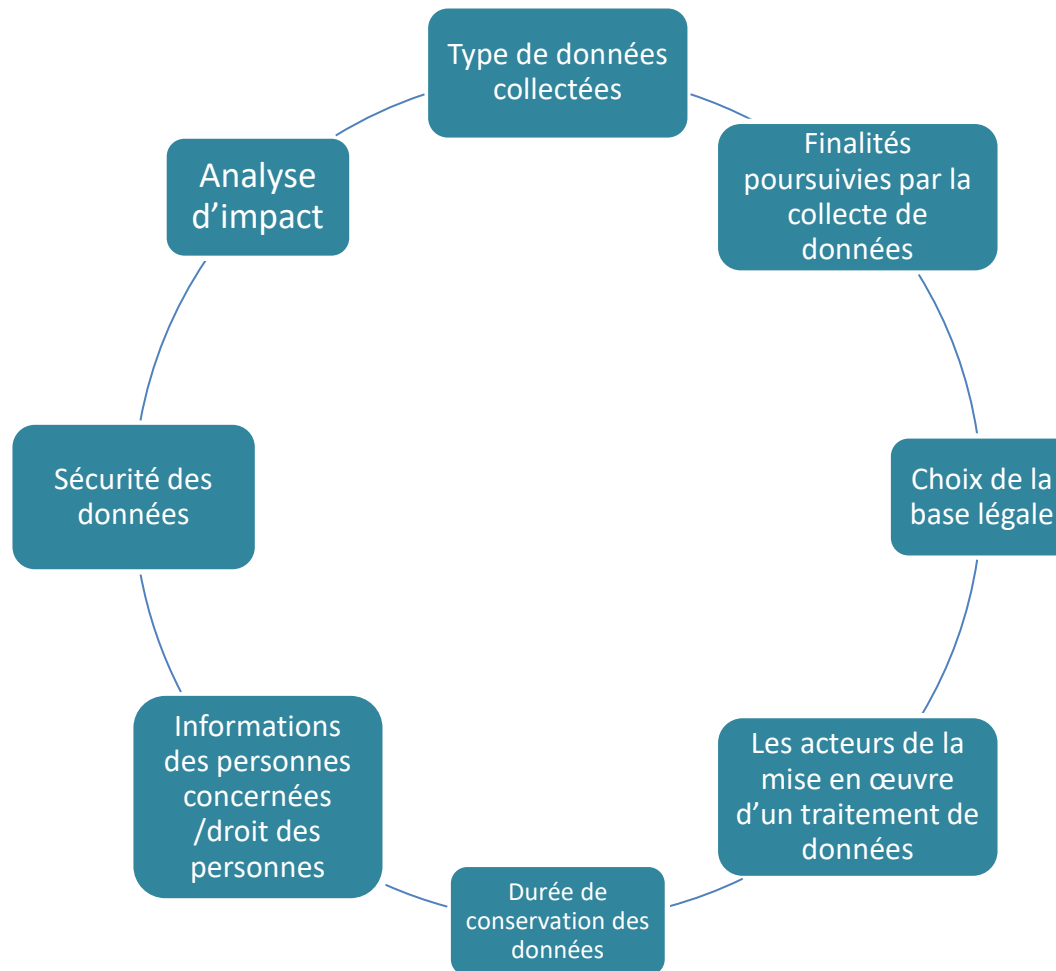 Type de données
collectées
Finalités
poursuivies par la
collecte de
données
Choix de la
base légale
Les acteurs de la
mise en œuvre
d’un traitement de
données
Durée de
conservation des
données
Informations
des personnes
concernées
/droit des
personnes
Sécurité des
données
Analyse
d’impact